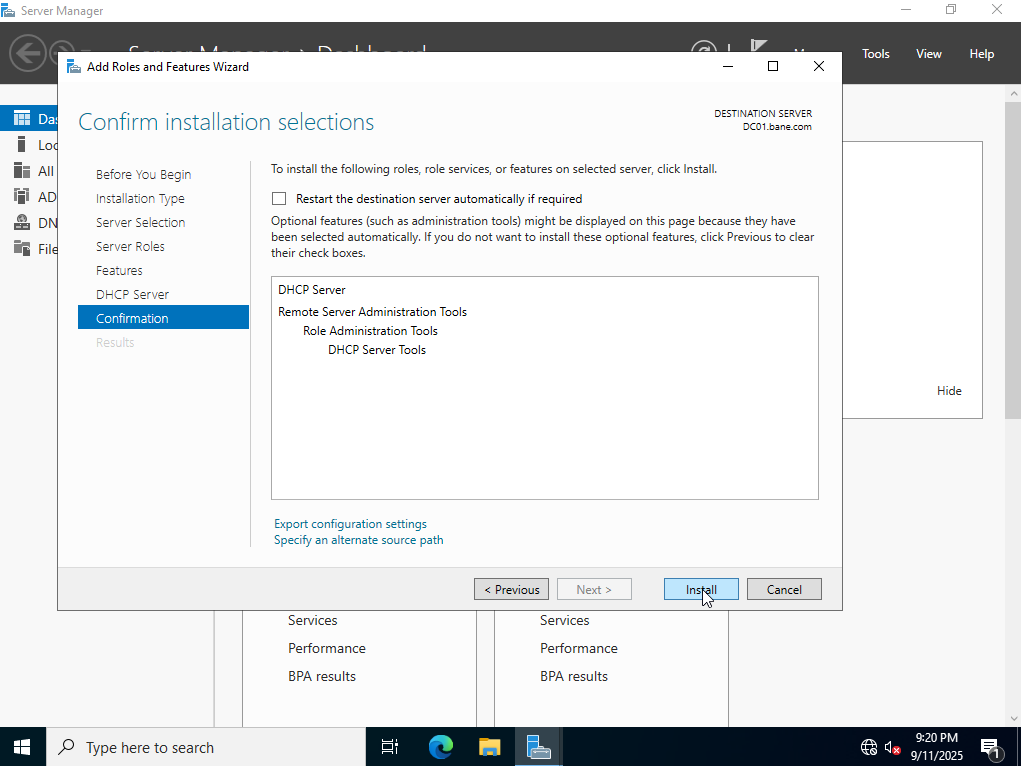 Server Manager
Tools
View
Help
Add Roles and Features Wizard
Confirm installation selections
DESTINATION SERVER
DC01.bane.com
Before You Begin
Installation Type
Server Selection
Server Roles
Features
DHCP Server
Confirmation
Results
To install the following roles, role services, or features on selected server, click Install.
Restart the destination server automatically if required
Optional features (such as administration tools) might be displayed on this page because they have
been selected automatically. If you do not want to install these optional features, click Previous to clear
their check boxes.
DHCP Server
Remote Server Administration Tools
Role Administration Tools
DHCP Server Tools
Export configuration settings
Specify an alternate source path
< Previous
Next >
Install
Cancel
All
AD
DN
File
Hide
Services
Performance
BPA results
Services
Performance
BPA results
Type here to search
9:20 PM
9/11/2025
1